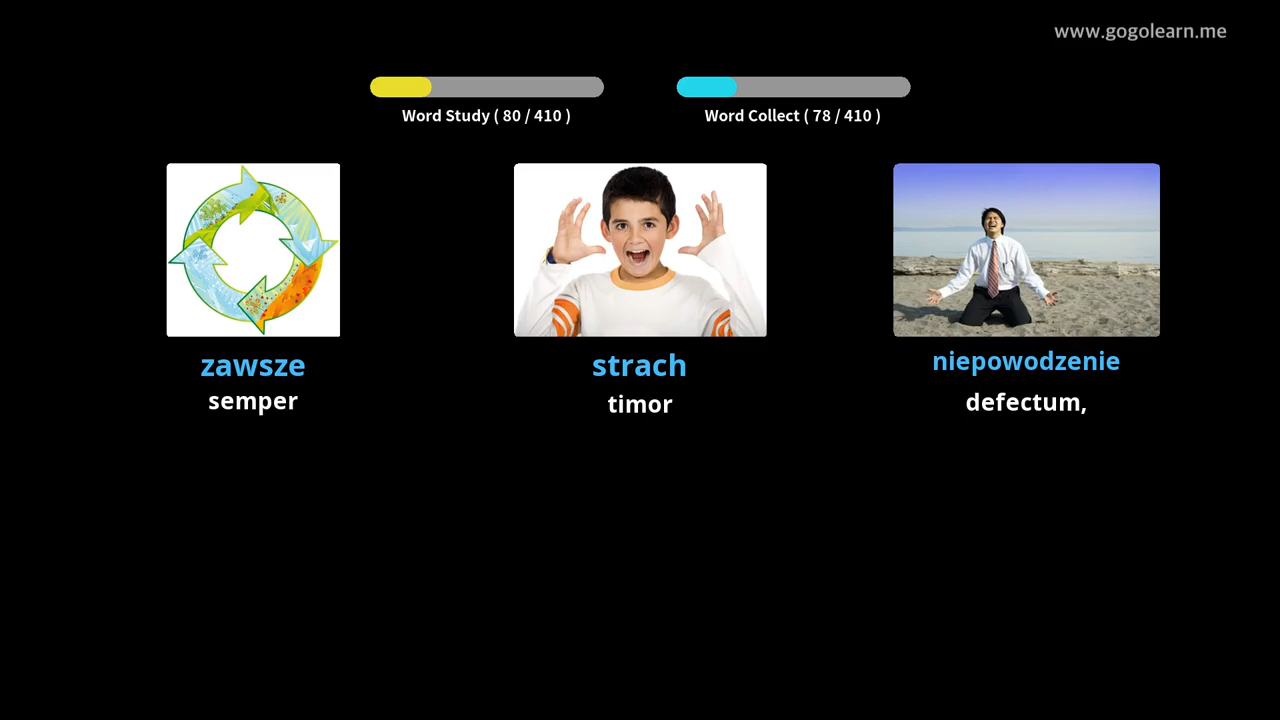 www.gogolearn.me
Word Study ( 80 / 410 )
Word Collect ( 78 / 410 )
zawsze
semper
strach
timor
niepowodzenie
defectum,